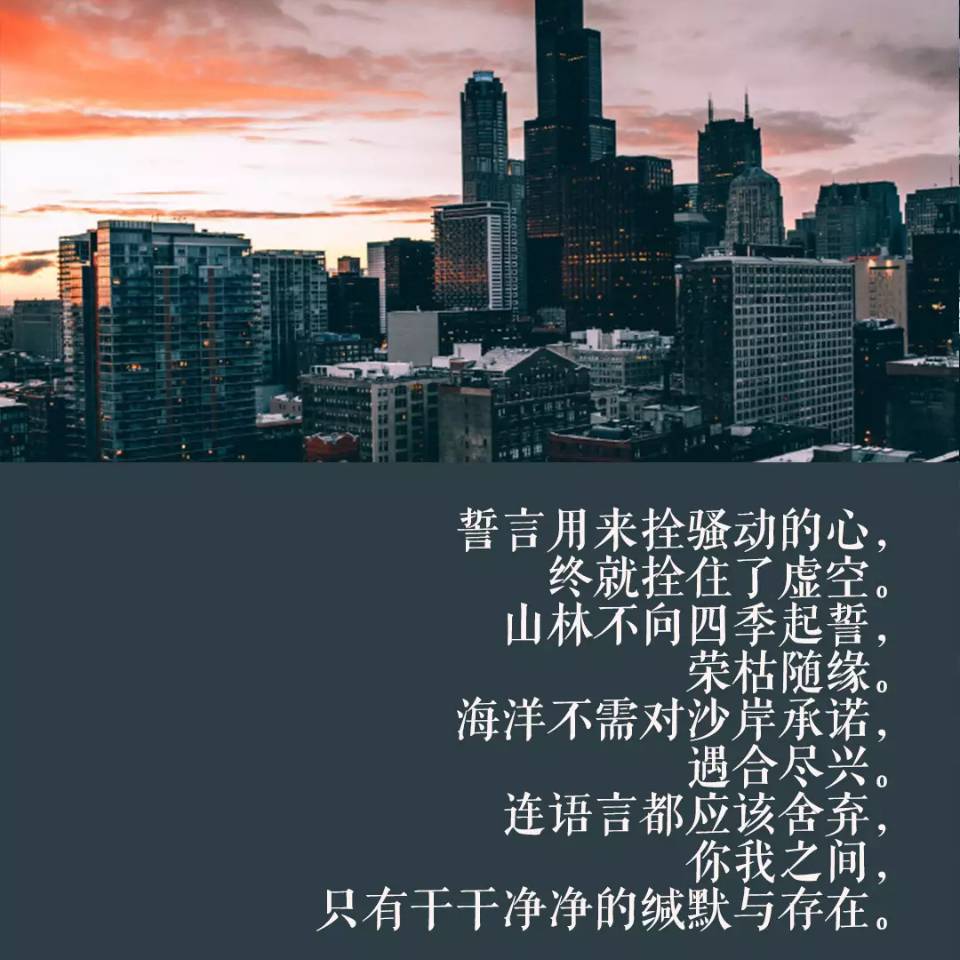 誓言用来拴骚动的心，
终就拴住了虚空。
山林不向四季起誓，
荣枯随缘。
海洋不需对沙岸承诺，
遇合尽兴。
连语言都应该舍弃，
你我之间，
只有干干净净的缄默与存在。